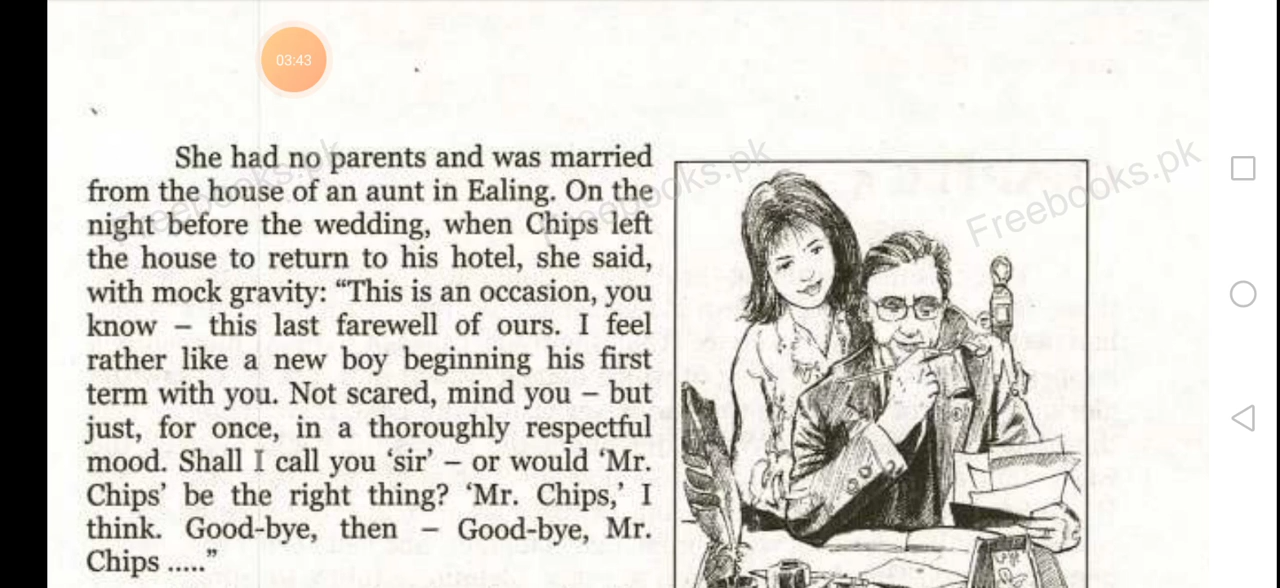 03:43
She had no parents and was married
from the house of an aunt in Ealing. On the
night before the wedding, when Chips left
the house to return to his hotel, she said,
with mock gravity: “This is an occasion, you
know – this last farewell of ours. I feel
rather like a new boy beginning his first
term with you. Not scared, mind you – but
just, for once, in a thoroughly respectful
mood. Shall I call you ‘sir’ – or would ‘Mr.
Chips’ be the right thing? ‘Mr. Chips,’ I
think. Good-bye, then – Good-bye, Mr.
Chips .....”
Freebooks.pk
Freebooks.pk
Freebooks.pk